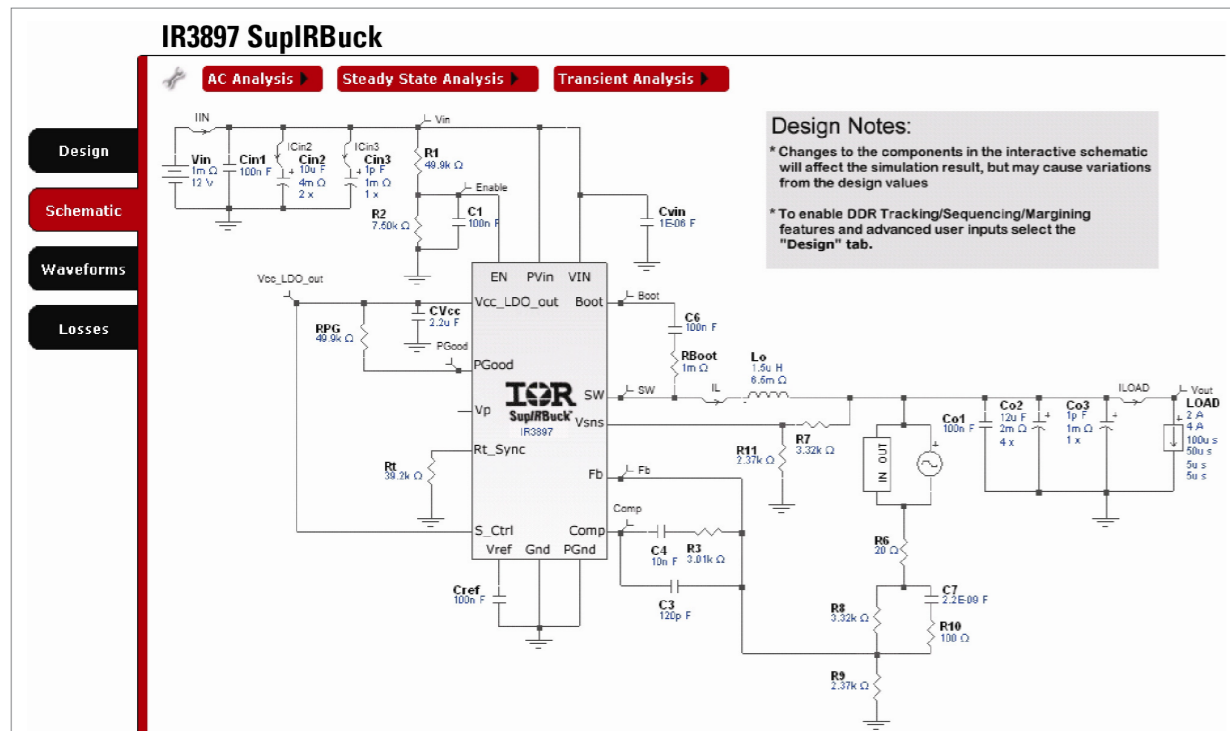 IR3897 SupIRBuck
AC Analysis
Steady State Analysis
Transient Analysis
Design
Schematic
Waveforms
Losses
Design Notes:
* Changes to the components in the interactive schematic
will affect the simulation result, but may cause variations
from the design values
* To enable DDR Tracking/Sequencing/Margining
features and advanced user inputs select the
"Design" tab.
IIN
Vin
1m Ω
12 V
Cin1
100n F
ICin2
Cin2
10u F
4m Ω
2 x
ICin3
Cin3
1p F
1m Ω
1 x
Vin
R1
49.9k Ω
Enable
R2
7.50k Ω
C1
100n F
Cvin
1E-06 F
Vcc_LDO_out
RPG
49.9k Ω
CVcc
2.2u F
PGood
EN PVin VIN
Vcc_LDO_out
Boot
PGood
SW
Vp
Vsns
Rt_Sync
Fb
S_Ctrl
Comp
Vref Gnd PGnd
IOR
SupIRBuck
IR3897
Boot
C6
100n F
RBoot
1m Ω
SW
IL
Lo
1.5u H
6.5m Ω
R7
3.32k Ω
R11
2.37k Ω
Fb
Rt
39.2k Ω
Comp
C4
10n F
R3
3.01k Ω
C3
120p F
Cref
100n F
IN OUT
R6
20 Ω
C7
2.2E-09 F
R8
3.32k Ω
R10
100 Ω
R9
2.37k Ω
Co1
100n F
Co2
12u F
2m Ω
4 x
Co3
1p F
1m Ω
1 x
ILOAD
Vout
LOAD
2 A
4 A
100u s
50u s
5u s
5u s